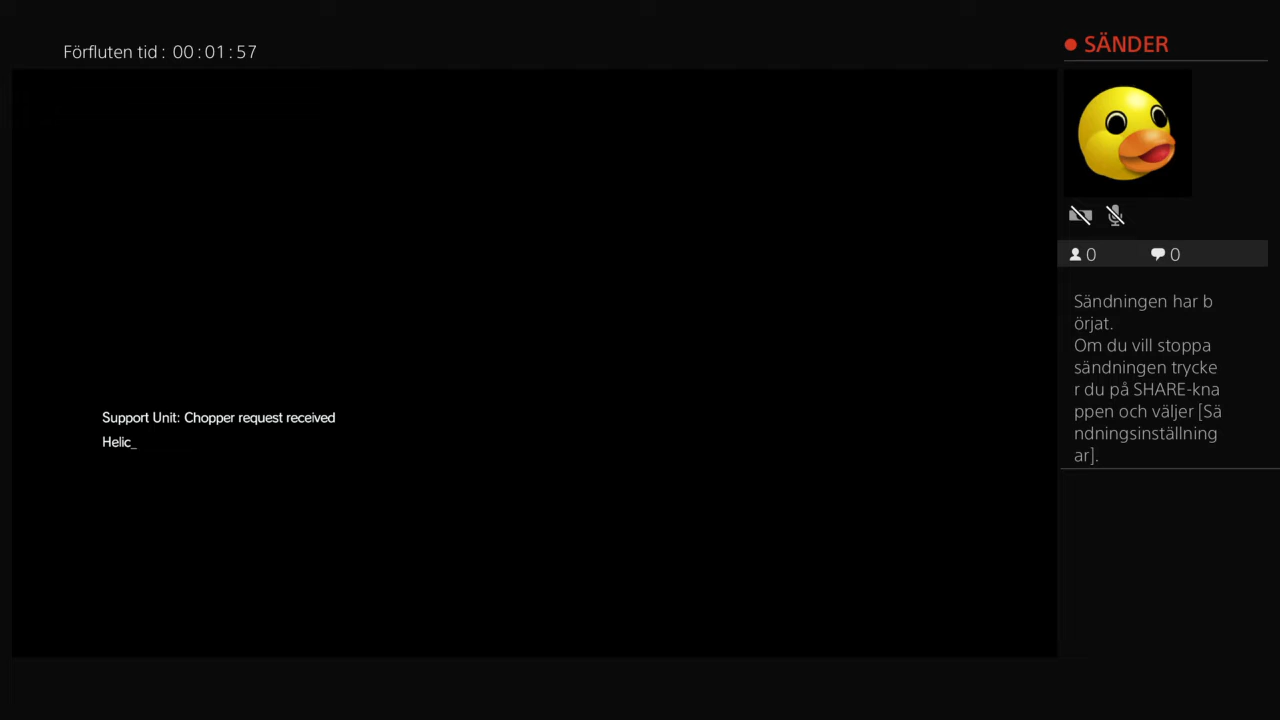 Förfluten tid : 00:01:57
SÄNDER
0 0
Sändningen har b
örjat.
Om du vill stoppa
sändningen trycke
r du på SHARE-kna
ppen och väljer [Sä
ndningsinställning
ar].
Support Unit: Chopper request received
Helic_